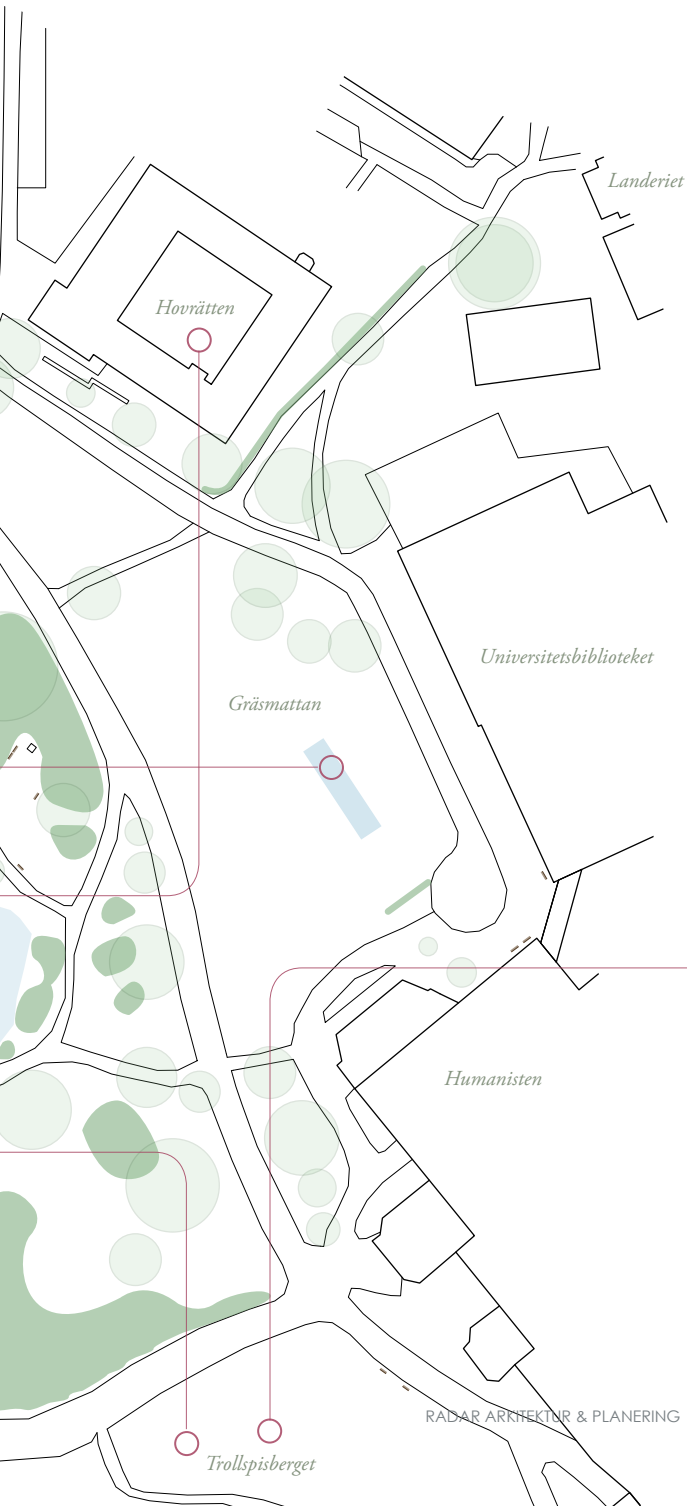 Landeriet
Hovrätten
Universitetsbiblioteket
Gräsmattan
Humanisten
RADAR ARKITEKTUR & PLANERING
Trollspisberget